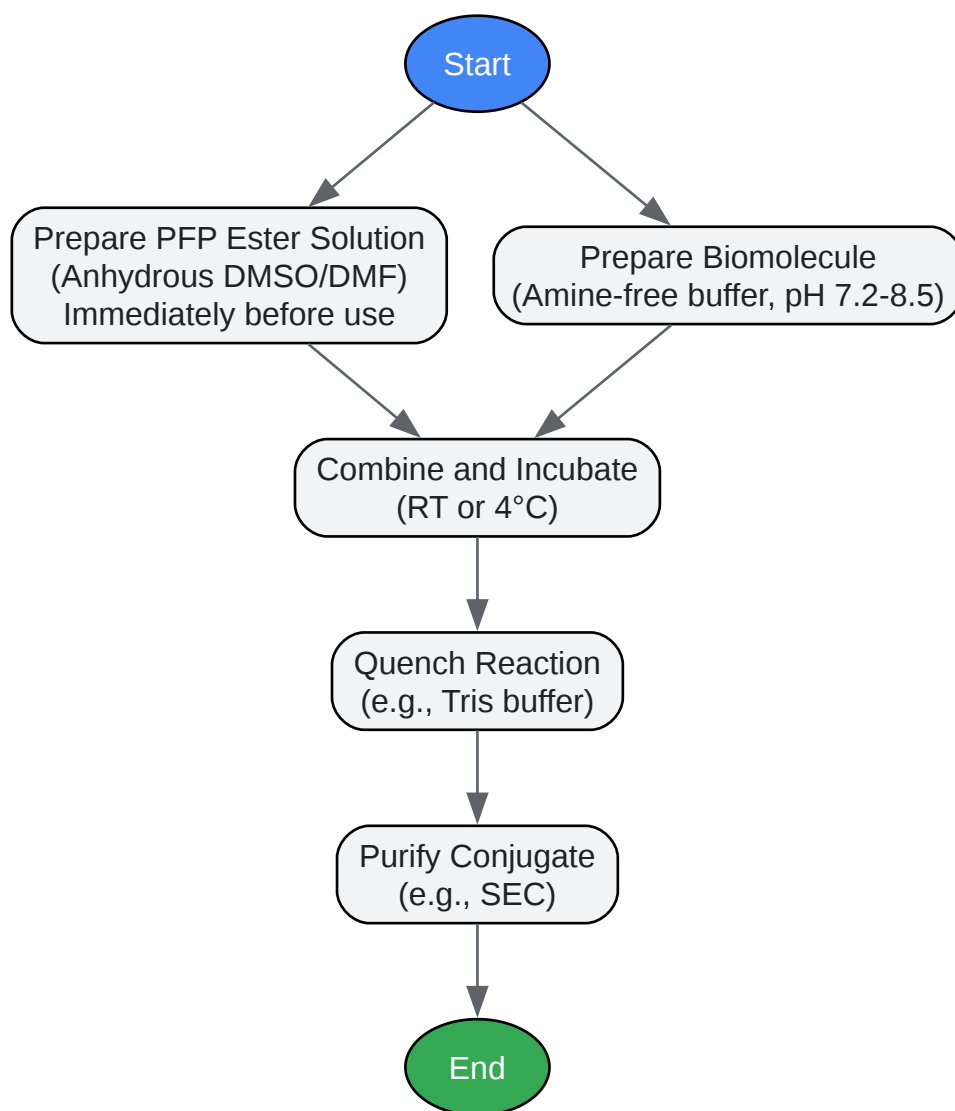 Start
Prepare PFP Ester Solution
(Anhydrous DMSO/DMF)
Immediately before use
Prepare Biomolecule
(Amine-free buffer, pH 7.2-8.5)
Combine and Incubate
(RT or 4°C)
Quench Reaction
(e.g., Tris buffer)
Purify Conjugate
(e.g., SEC)
End